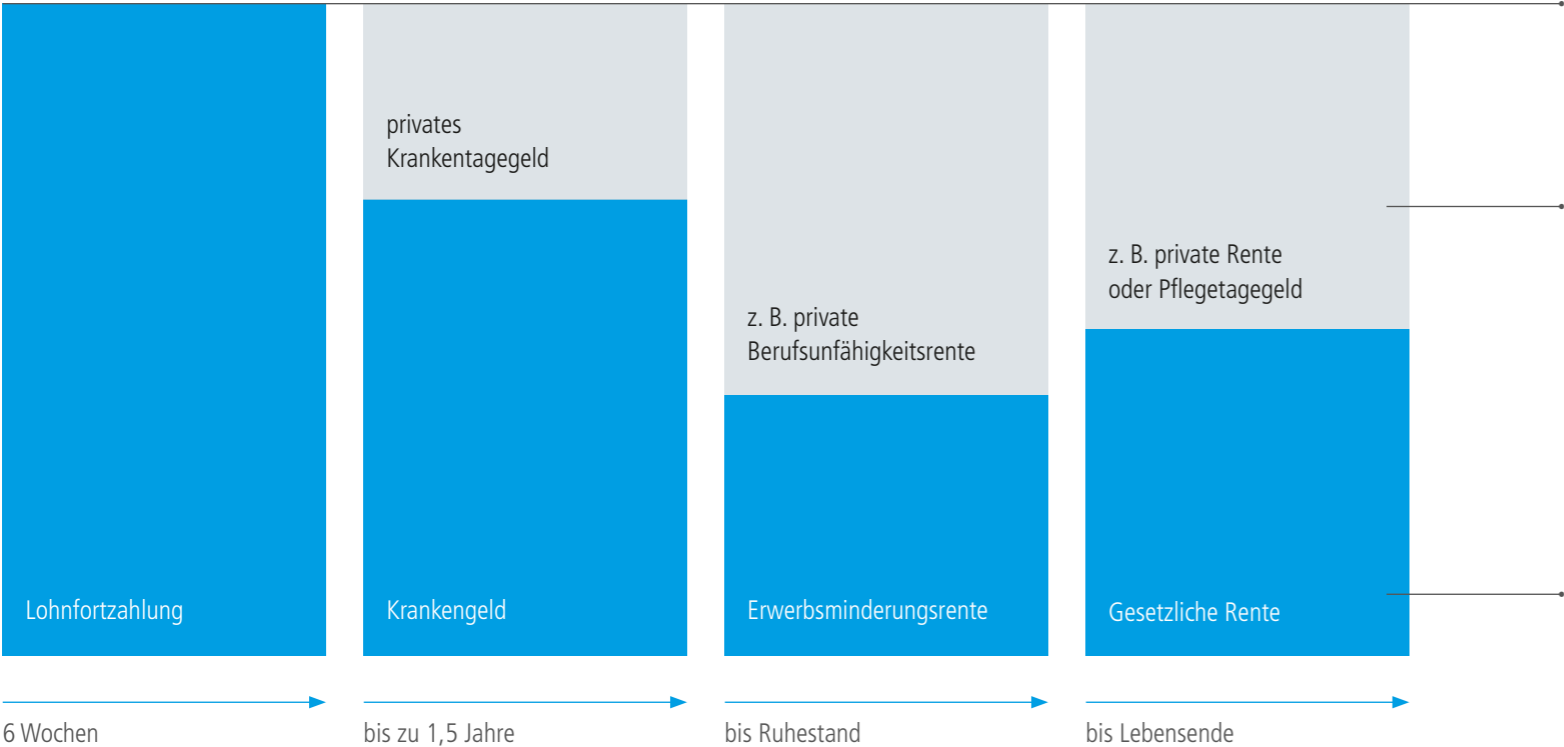 privates
Krankentagegeld
z. B. private
Berufsunfähigkeitsrente
z. B. private Rente
oder Pflegetagegeld
Lohnfortzahlung
Krankengeld
Erwerbsminderungsrente
Gesetzliche Rente
6 Wochen
bis zu 1,5 Jahre
bis Ruhestand
bis Lebensende